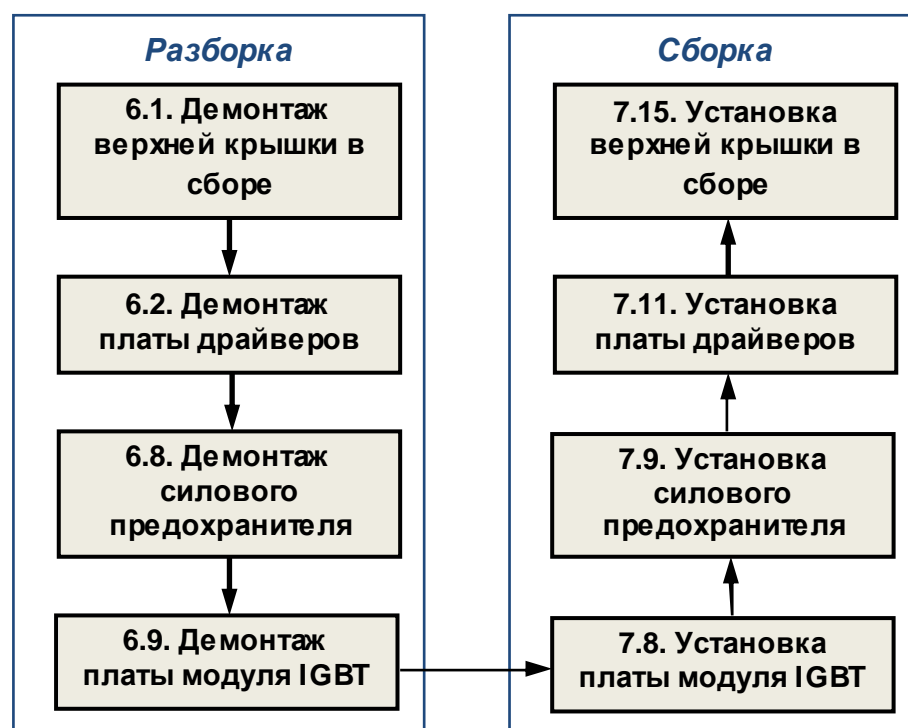 Разборка
6.1. Демонтаж
верхней крышки в
сборе
6.2. Демонтаж
платы драйверов
6.8. Демонтаж
силового
предохранителя
6.9. Демонтаж
платы модуля IGBT
Сборка
7.15. Установка
верхней крышки в
сборе
7.11. Установка
платы драйверов
7.9. Установка
силового
предохранителя
7.8. Установка
платы модуля IGBT